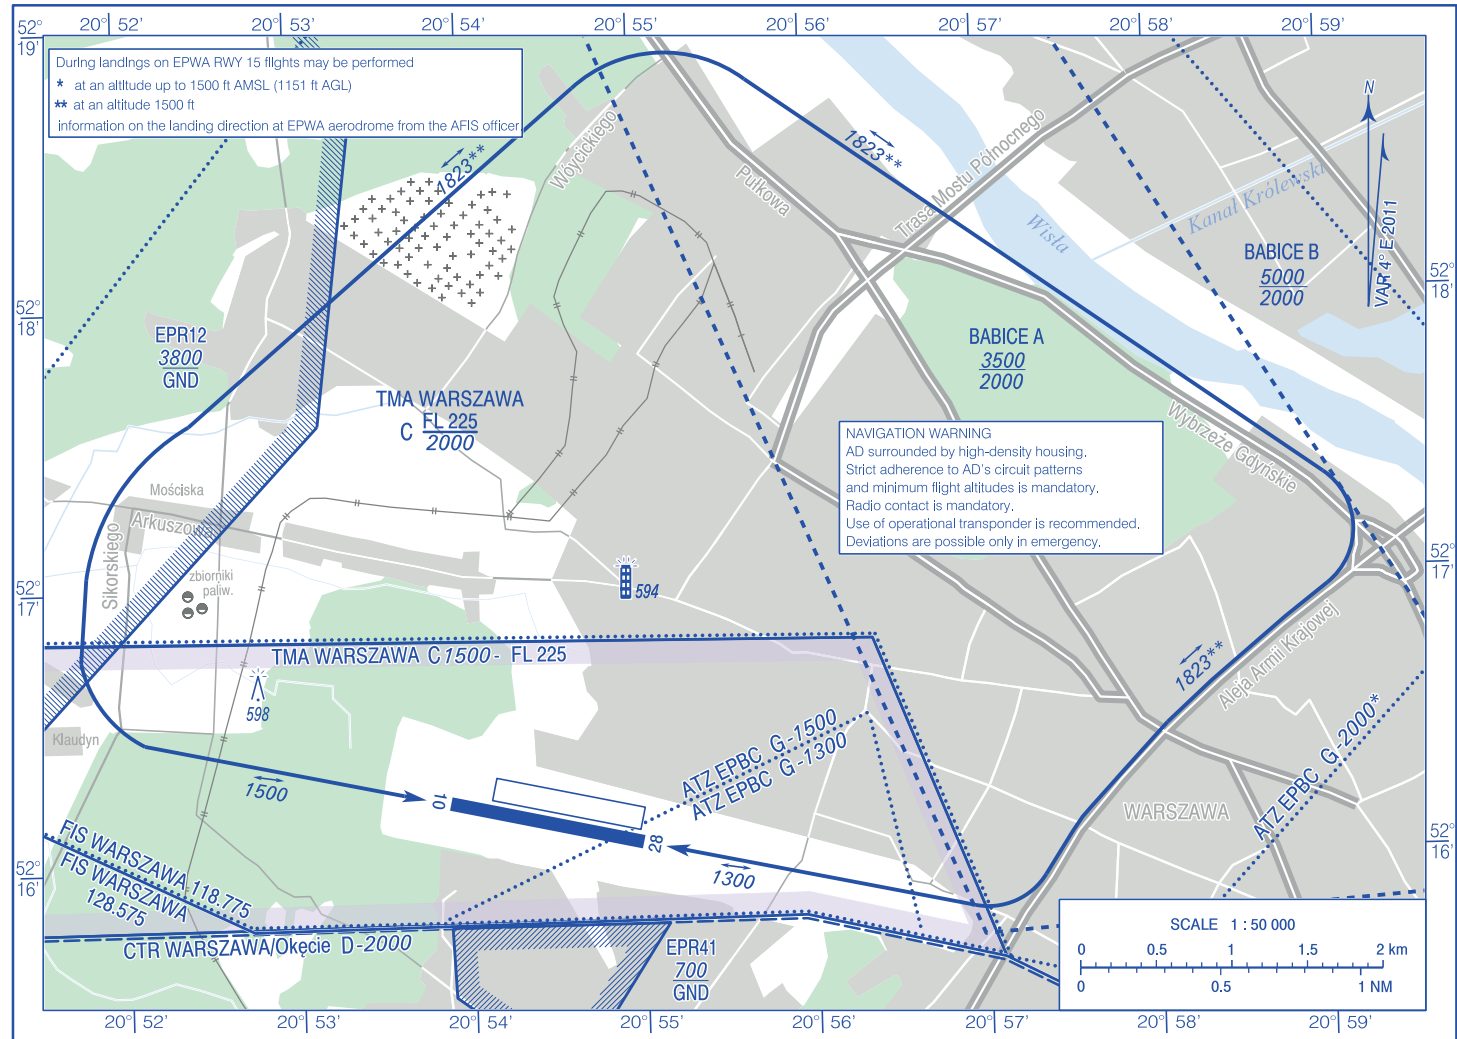 20° 52' 20° 53' 20° 54' 20° 55' 20° 56' 20° 57' 20° 58' 20° 59'
52°
19'
During landings on EPWA RWY 15 flights may be performed
* at an altitude up to 1500 ft AMSL (1151 ft AGL)
** at an altitude 1500 ft
information on the landing direction at EPWA aerodrome from the AFIS officer
N
VAR 4° E 2011
1823**
Wóycickiego
Pułkowa
1823**
Trasa Mostu Północnego
Wisła
Kanał Królewski
BABICE B
5000
2000
52°
18'
52°
18'
EPR12
3800
GND
BABICE A
3500
2000
TMA WARSZAWA
C FL 225
2000
NAVIGATION WARNING
AD surrounded by high-density housing.
Strict adherence to AD's circuit patterns
and minimum flight altitudes is mandatory.
Radio contact is mandatory.
Use of operational transponder is recommended.
Deviations are possible only in emergency.
Wybrzeże Gdyńskie
Mościska
Arkuszowa
Sikorskiego
zbiorniki
paliw.
594
52°
17'
52°
17'
TMA WARSZAWA C 1500 - FL 225
598
Klaudyn
1823**
Aleja Armii Krajowej
ATZ EPBC G-1500
ATZ EPBC G-1300
ATZ EPBC G-2000*
1500
10
28
1300
WARSZAWA
52°
16'
52°
16'
FIS WARSZAWA 118.775
FIS WARSZAWA
128.575
CTR WARSZAWA/Okęcie D-2000
EPR41
700
GND
SCALE 1 : 50 000
0 0.5 1 1.5 2 km
0 0.5 1 NM
20° 52' 20° 53' 20° 54' 20° 55' 20° 56' 20° 57' 20° 58' 20° 59'